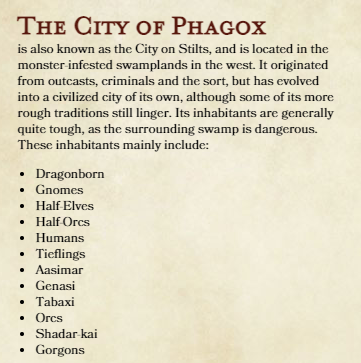 The City of Phagox
is also known as the City on Stilts, and is located in the
monster-infested swamplands in the west. It originated
from outcasts, criminals and the sort, but has evolved
into a civilized city of its own, although some of its more
rough traditions still linger. Its inhabitants are generally
quite tough, as the surrounding swamp is dangerous.
These inhabitants mainly include:
• Dragonborn
• Gnomes
• Half-Elves
• Half-Orcs
• Humans
• Tieflings
• Aasimar
• Genasi
• Tabaxi
• Orcs
• Shadar-kai
• Gorgons